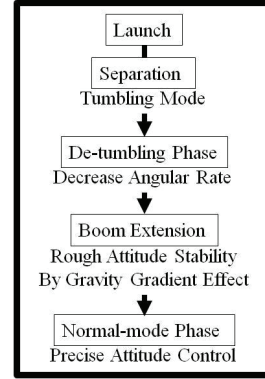 Launch
Separation
Tumbling Mode
De-tumbling Phase
Decrease Angular Rate
Boom Extension
Rough Attitude Stability
By Gravity Gradient Effect
Normal-mode Phase
Precise Attitude Control